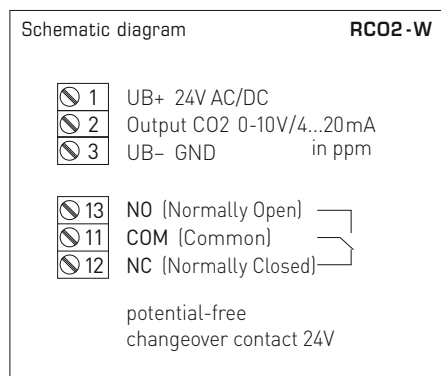 Schematic diagram RCO2-W
1 UB+ 24V AC/DC
2 Output CO2 0-10V/4...20mA
3 UB– GND in ppm
13 NO (Normally Open)
11 COM (Common)
12 NC (Normally Closed)
potential-free
changeover contact 24V